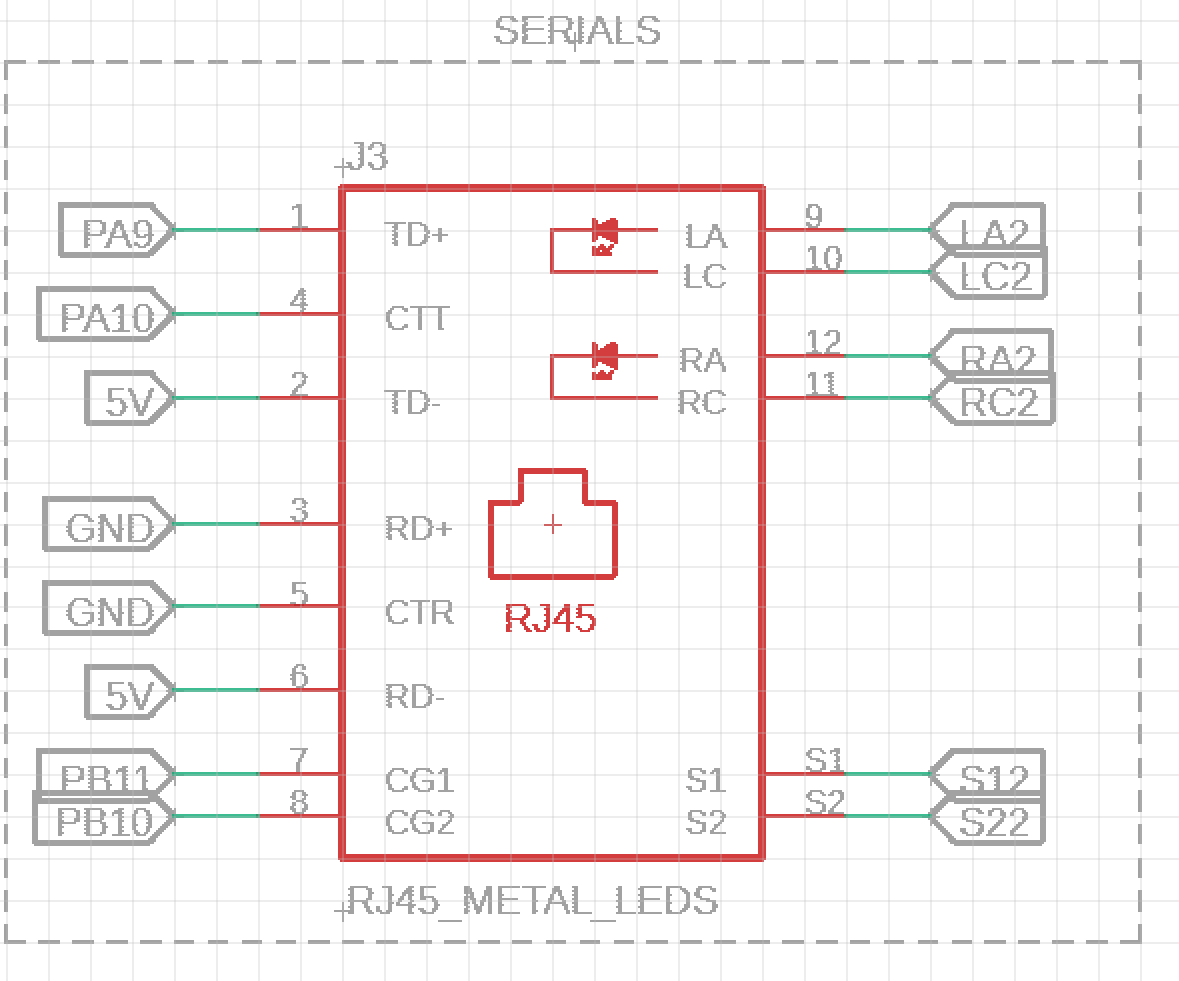 SERIALS
J3
PA9 1 TD+ LA 9 LA2
LC 10 LC2
PA10 4 CTT
RA 12 RA2
5V 2 TD- RC 11 RC2
GND 3 RD+
GND 5 CTR
RJ45
5V 6 RD-
PB11 7 CG1 S1 S1 S12
PB10 8 CG2 S2 S2 S22
RJ45_METAL_LEDS